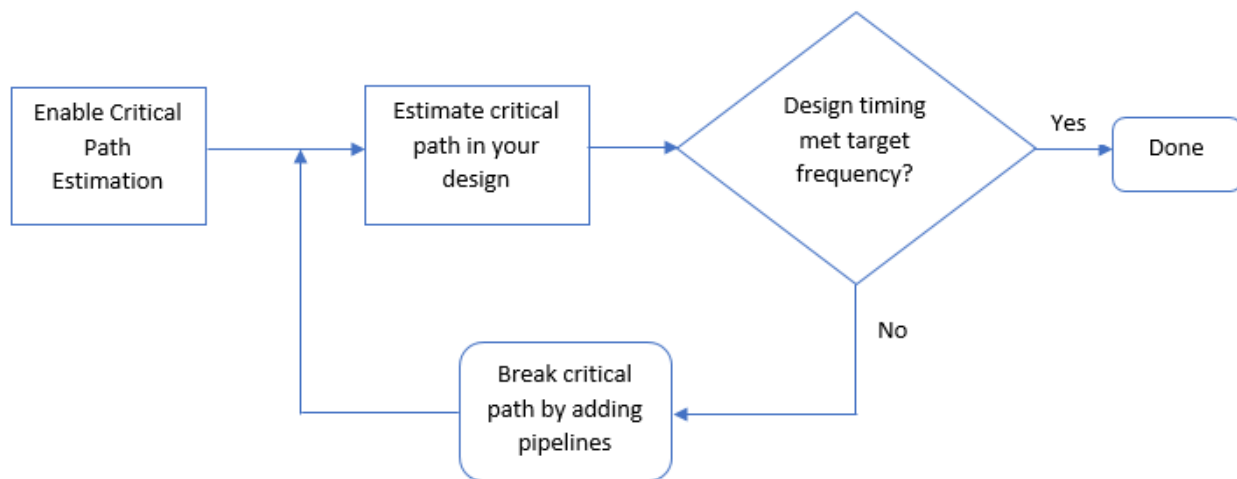 Enable Critical
Path
Estimation
Estimate critical
path in your
design
Design timing
met target
frequency?
Yes
Done
No
Break critical
path by adding
pipelines